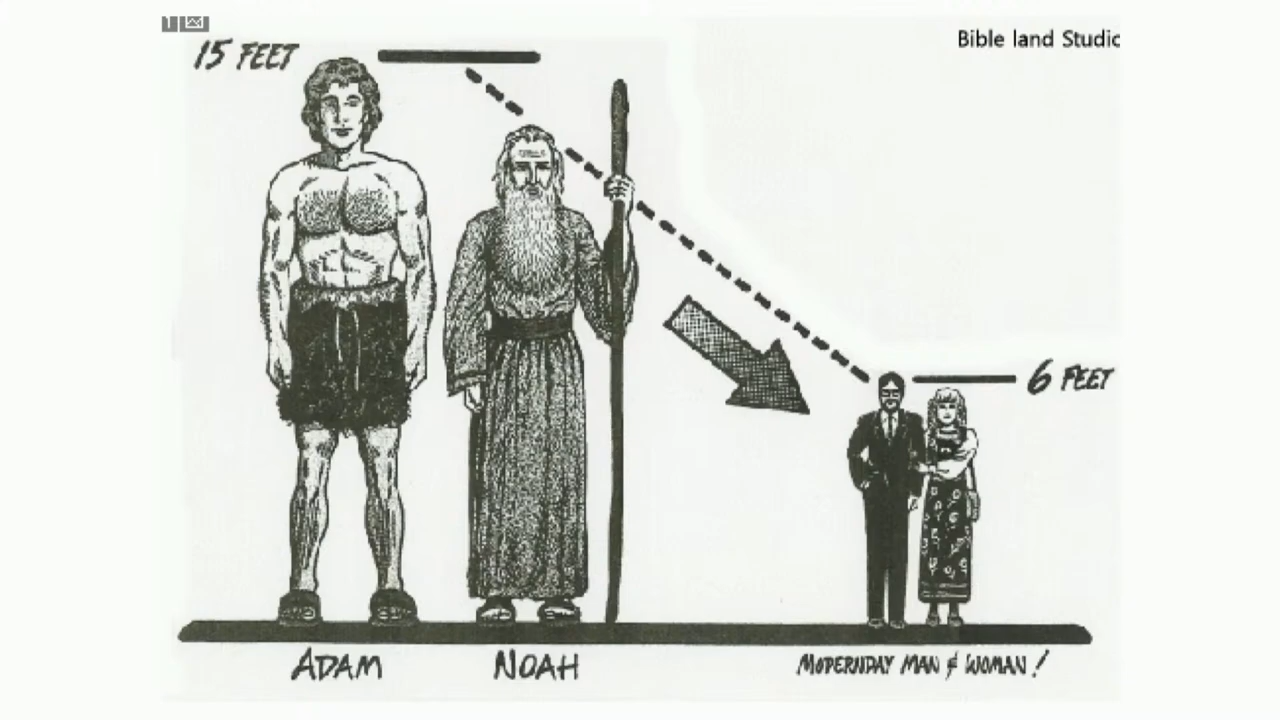 15 FEET
Bible land Studio
6 FEET
ADAM
NOAH
MODERNDAY MAN & WOMAN!